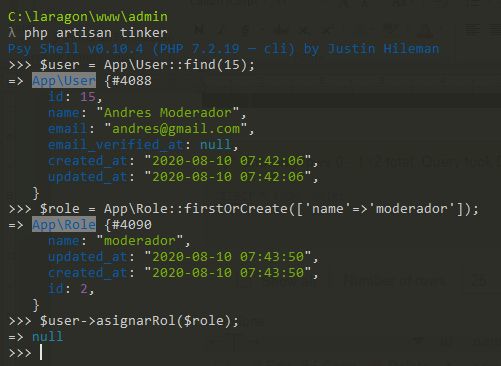 C:\laragon\www\admin
λ php artisan tinker
Psy Shell v0.10.4 (PHP 7.2.19 — cli) by Justin Hileman
>>> $user = App\User::find(15);
=> App\User {#4088
id: 15,
name: "Andres Moderador",
email: "andres@gmail.com",
email_verified_at: null,
created_at: "2020-08-10 07:42:06",
updated_at: "2020-08-10 07:42:06",
}
>>> $role = App\Role::firstOrCreate(['name'=>'moderador']);
=> App\Role {#4090
name: "moderador",
updated_at: "2020-08-10 07:43:50",
created_at: "2020-08-10 07:43:50",
id: 2,
}
>>> $user->asignarRol($role);
=> null
>>>